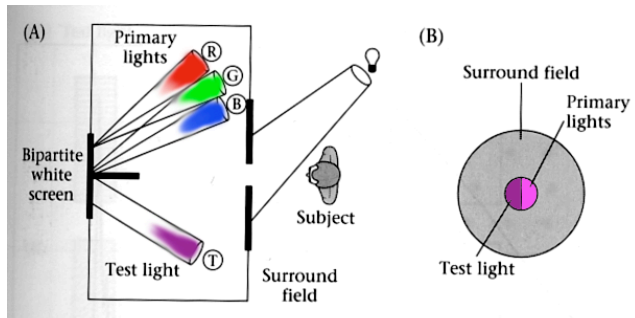 (A)
Primary
lights
R
G
B
Bipartite
white
screen
Test light
T
Subject
Surround
field
(B)
Surround field
Primary
lights
Test light